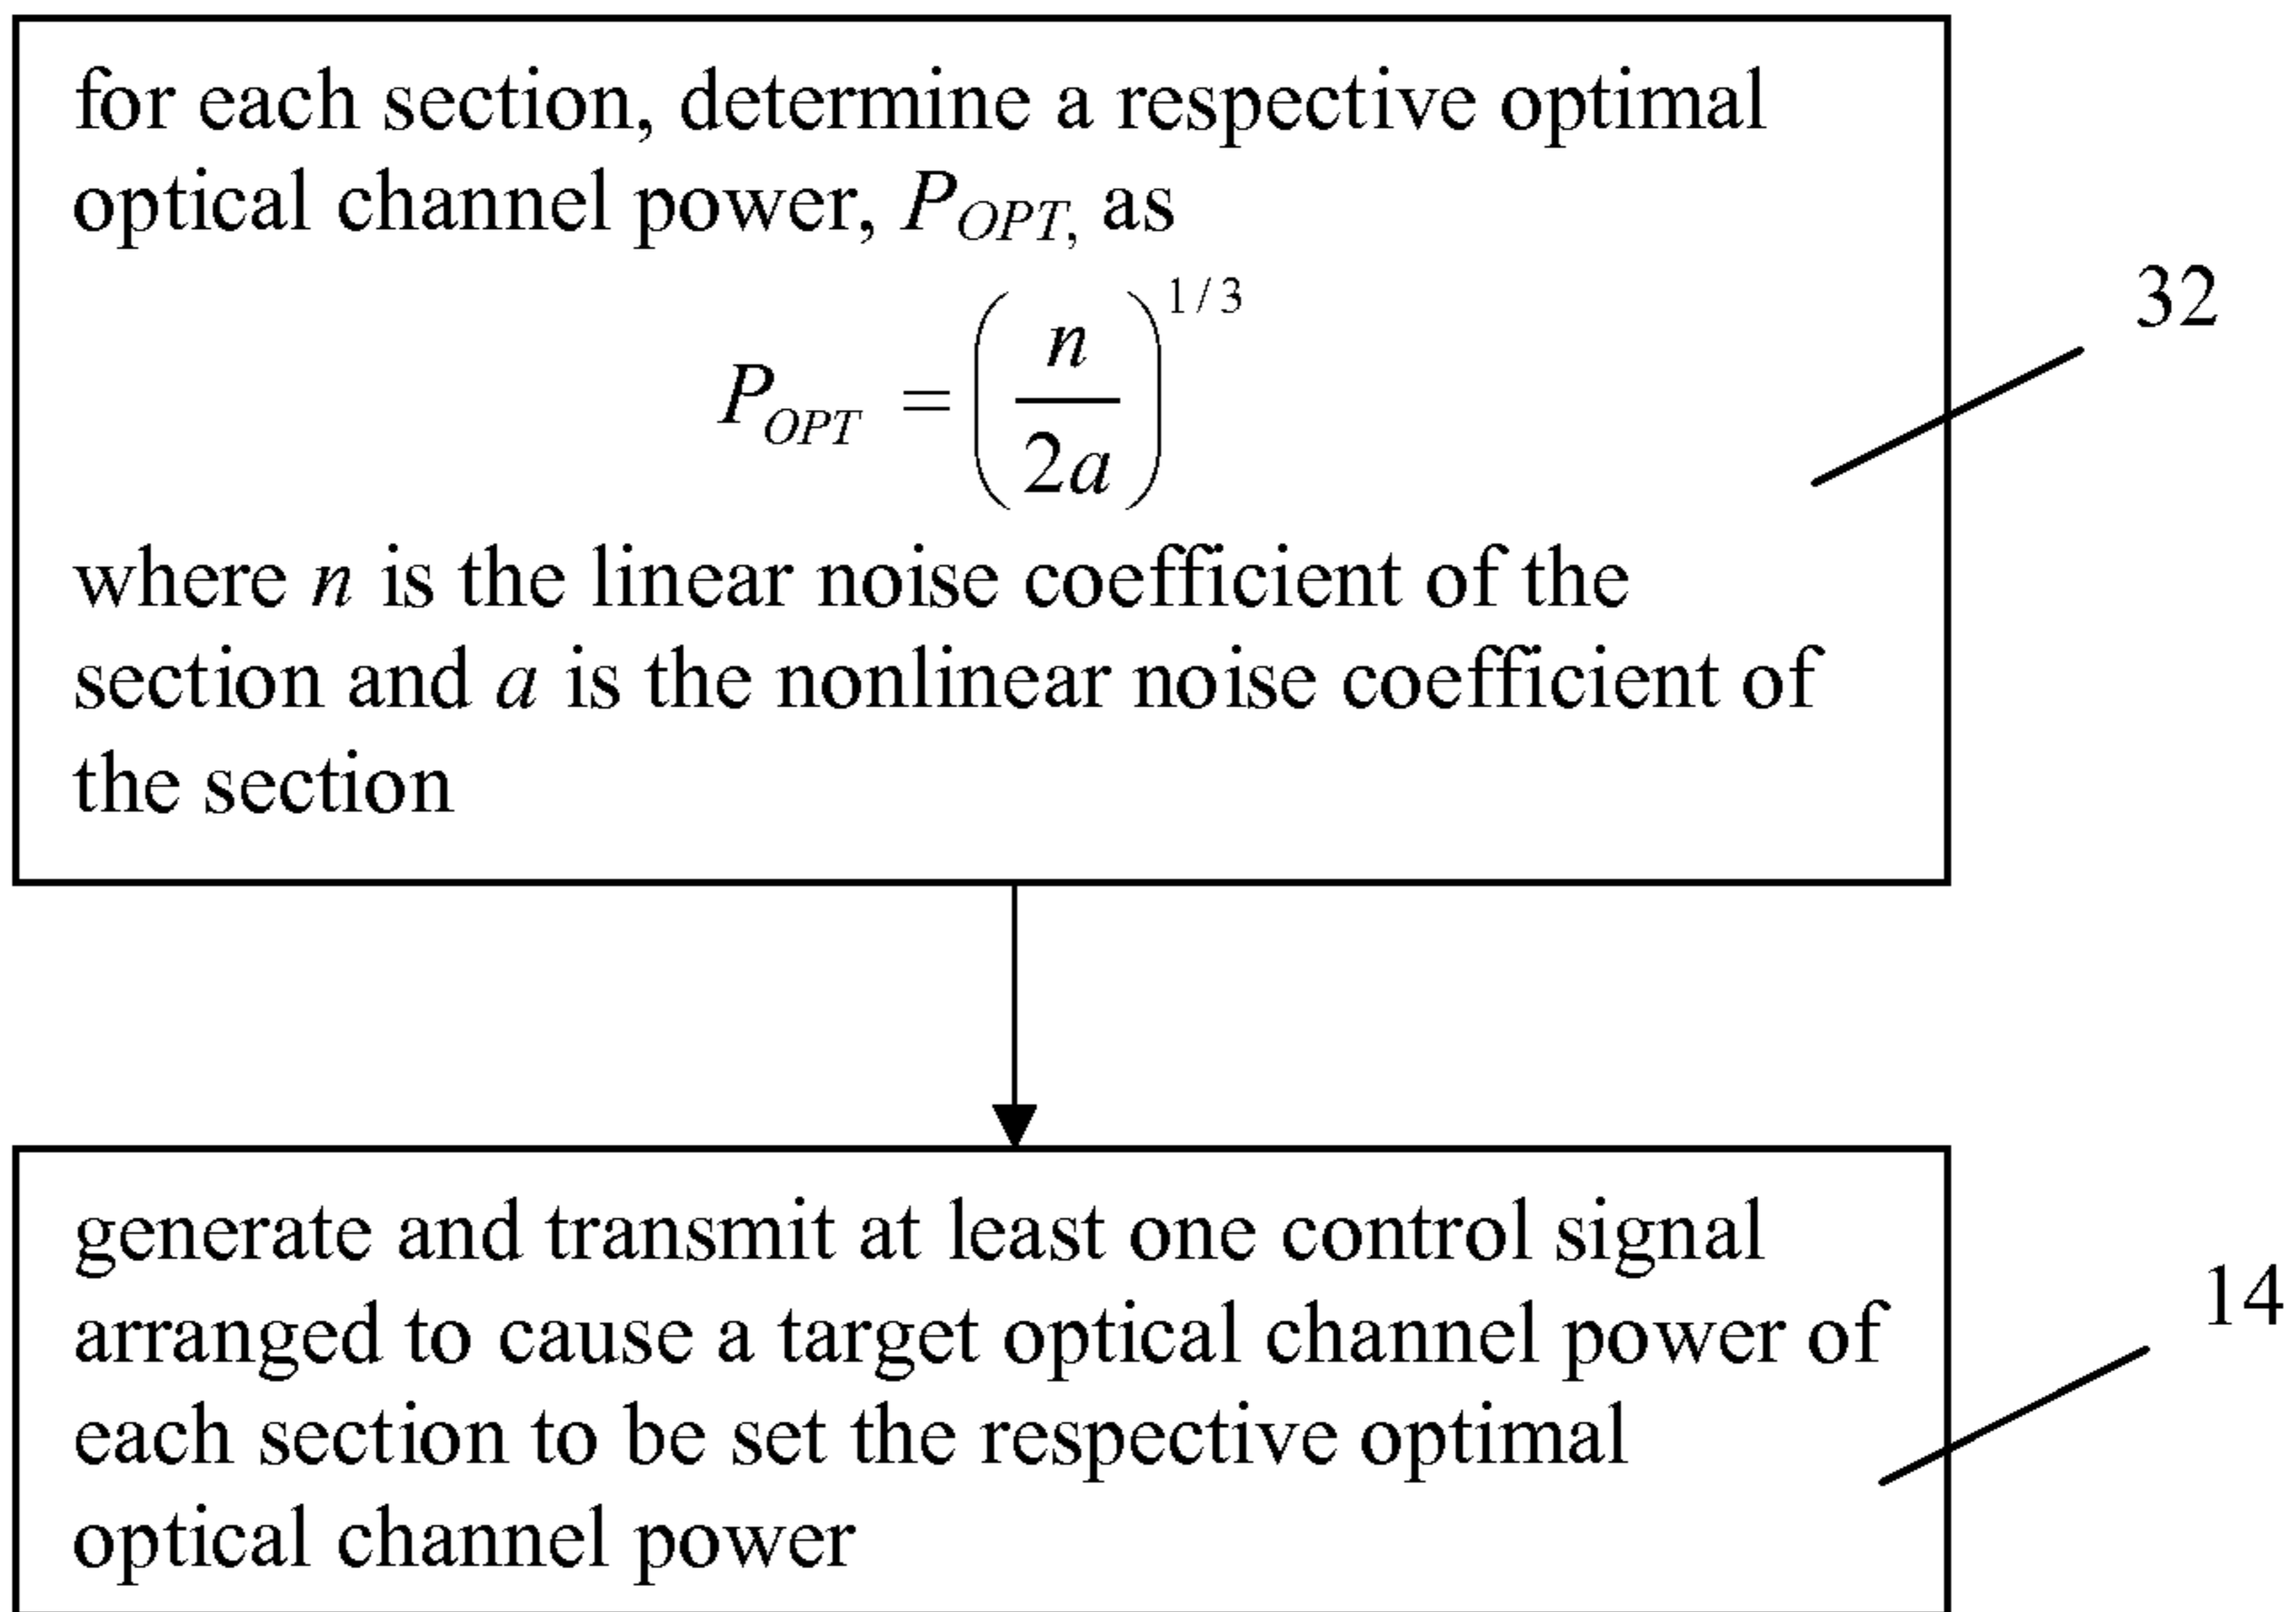 for each section, determine a respective optimal
optical channel power, P_OPT, as
P_OPT = (n/2a)^1/3
32
where n is the linear noise coefficient of the
section and a is the nonlinear noise coefficient of
the section
generate and transmit at least one control signal
14
arranged to cause a target optical channel power of
each section to be set the respective optimal
optical channel power